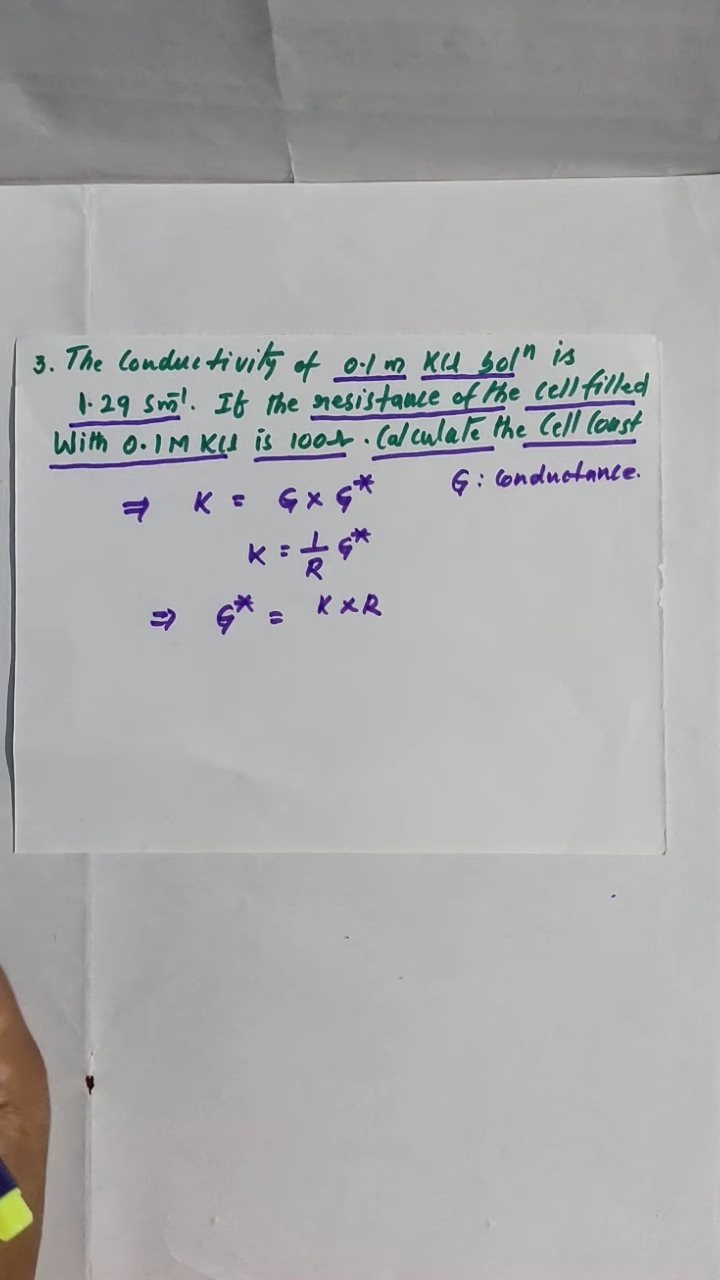 3. The Conductivity of 0.1 m KCl solⁿ is
1.29 Sm⁻¹. If the resistance of the cell filled
With 0.1M KCl is 100Ω. Calculate the Cell Const
⇒ K = G × G* G : Conductance.
K = 1/R G*
⇒ G* = K × R